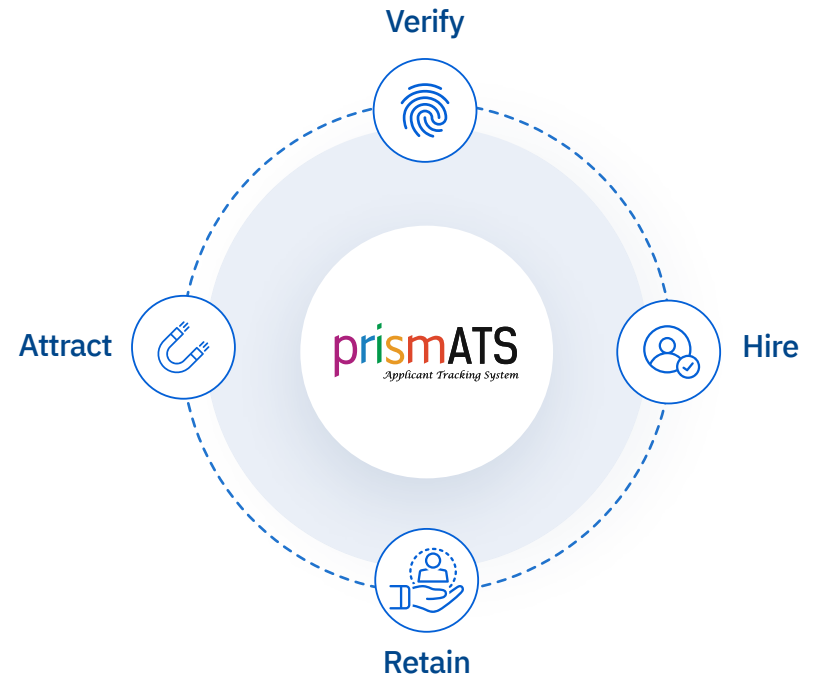 Verify
Attract
prismATS
Applicant Tracking System
Hire
Retain